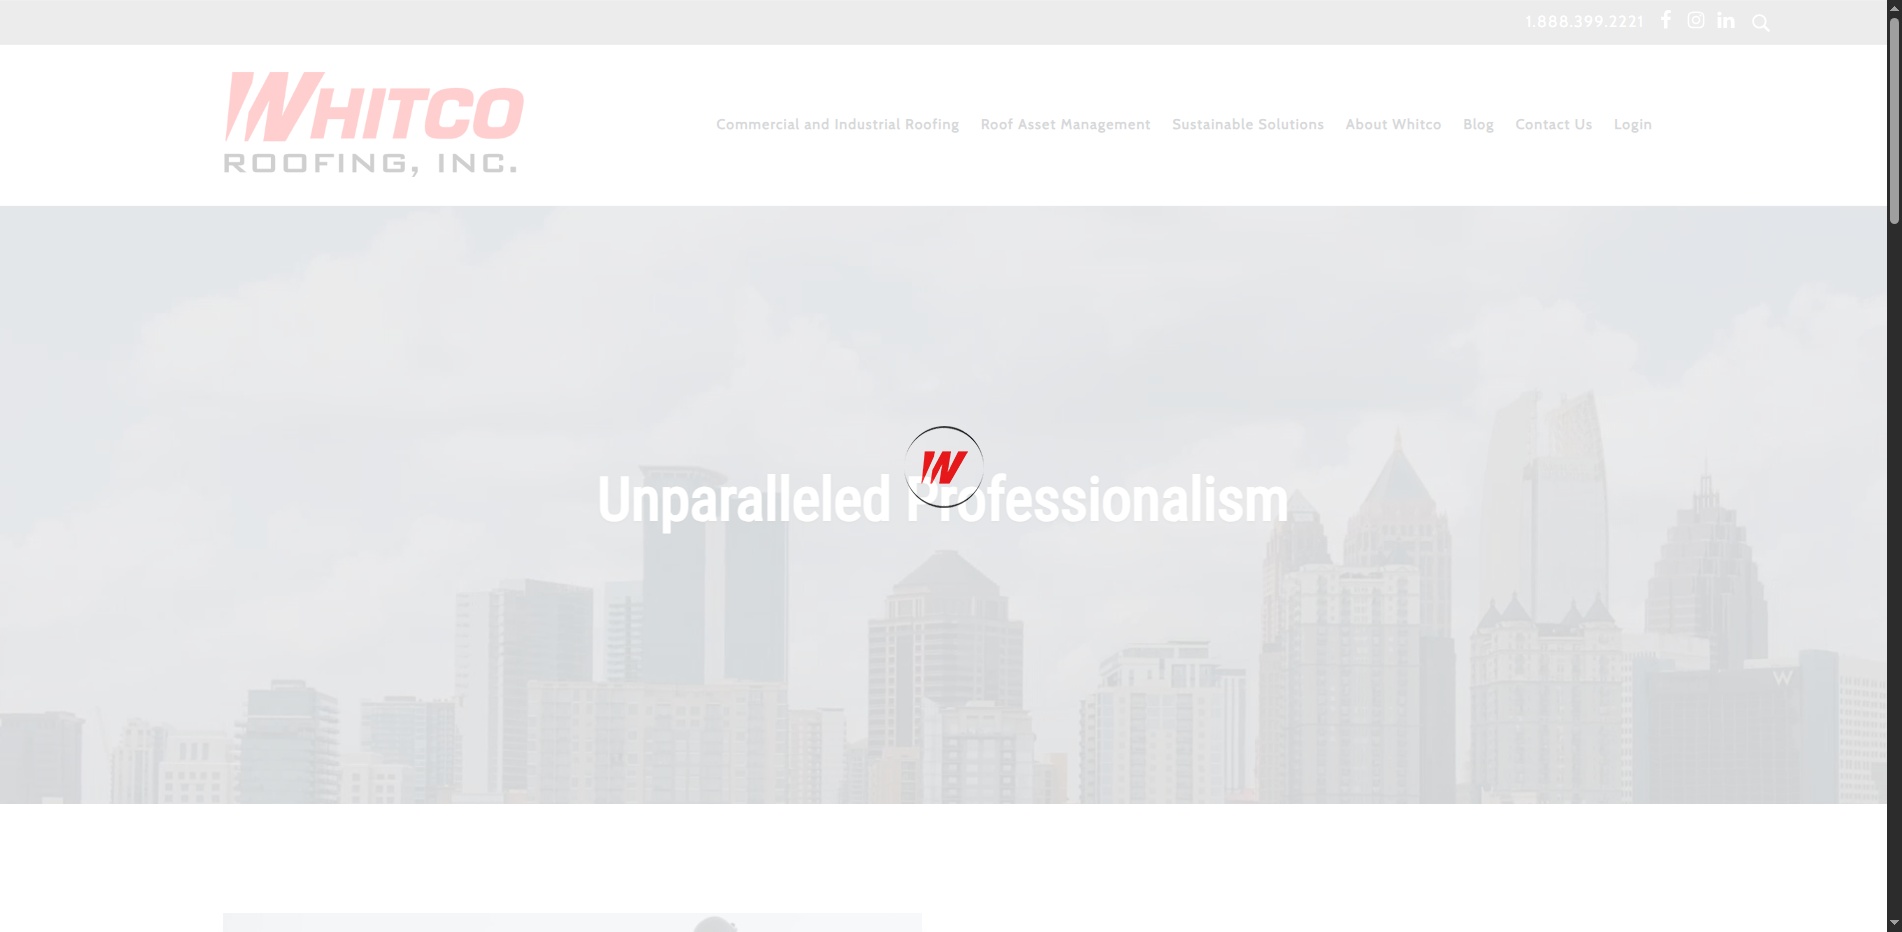 1.888.399.2221
WHITCO
ROOFING, INC.
Commercial and Industrial Roofing Roof Asset Management Sustainable Solutions About Whitco Blog Contact Us Login
W
Unparalleled Professionalism
W